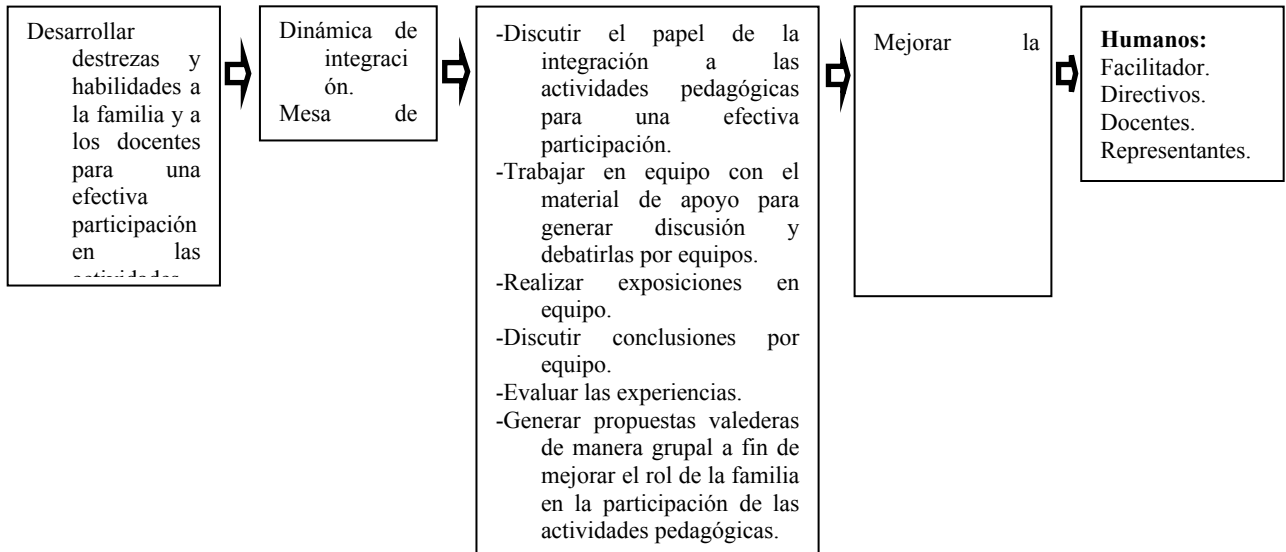 Desarrollar
destrezas y
habilidades a
la familia y a
los docentes
para una
efectiva
participación
en las
Dinámica de
integraci
ón.
Mesa de
-Discutir el papel de la
integración a las
actividades pedagógicas
para una efectiva
participación.
-Trabajar en equipo con el
material de apoyo para
generar discusión y
debatirlas por equipos.
-Realizar exposiciones en
equipo.
-Discutir conclusiones por
equipo.
-Evaluar las experiencias.
-Generar propuestas valederas
de manera grupal a fin de
mejorar el rol de la familia
en la participación de las
actividades pedagógicas.
Mejorar la
Humanos:
Facilitador.
Directivos.
Docentes.
Representantes.